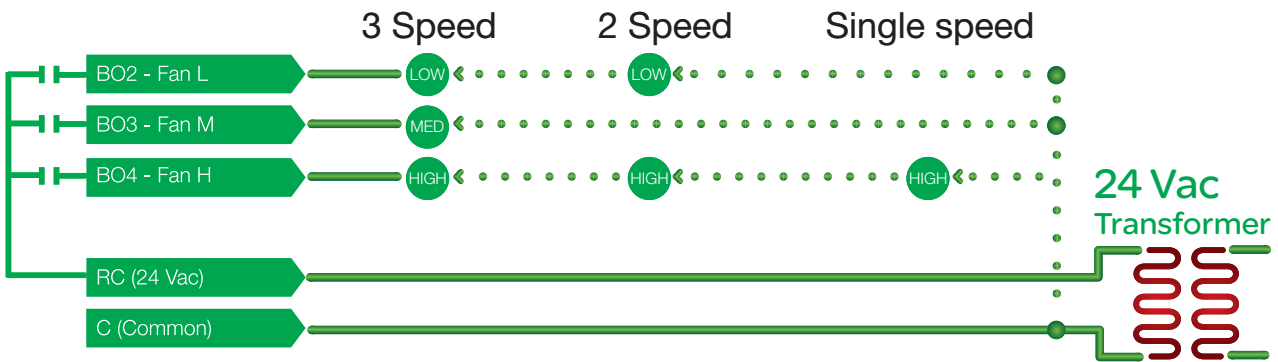 3 Speed 2 Speed Single speed
BO2 - Fan L LOW LOW
BO3 - Fan M MED
BO4 - Fan H HIGH HIGH HIGH
24 Vac
Transformer
RC (24 Vac)
C (Common)